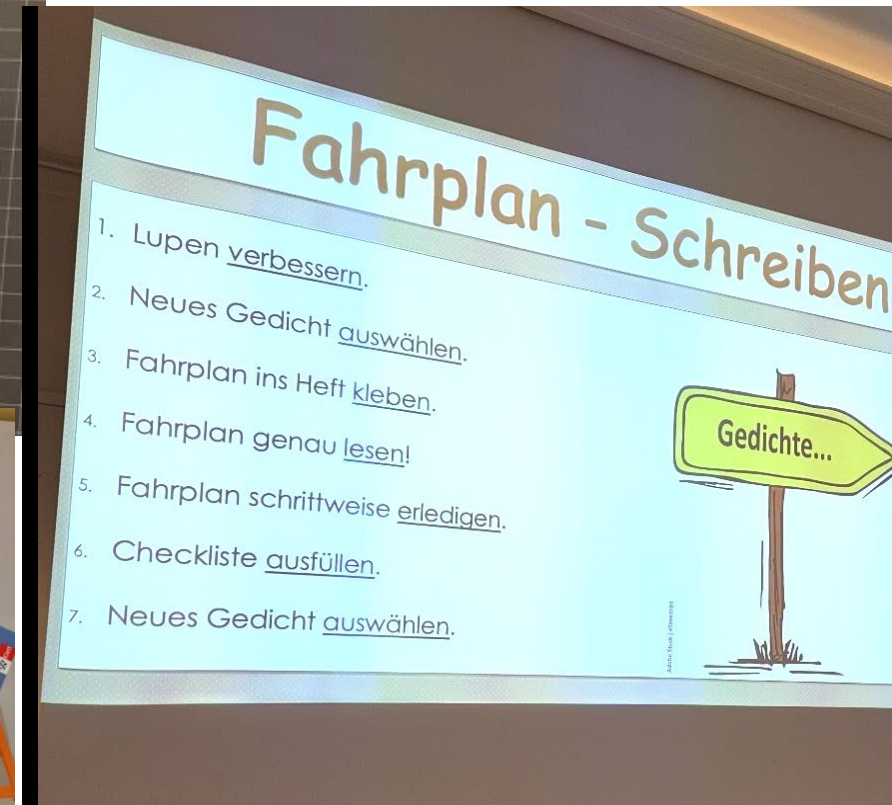 Fahrplan - Schreiben
1. Lupen verbessern.
2. Neues Gedicht auswählen.
3. Fahrplan ins Heft kleben.
4. Fahrplan genau lesen!
5. Fahrplan schrittweise erledigen.
6. Checkliste ausfüllen.
7. Neues Gedicht auswählen.
Gedichte...